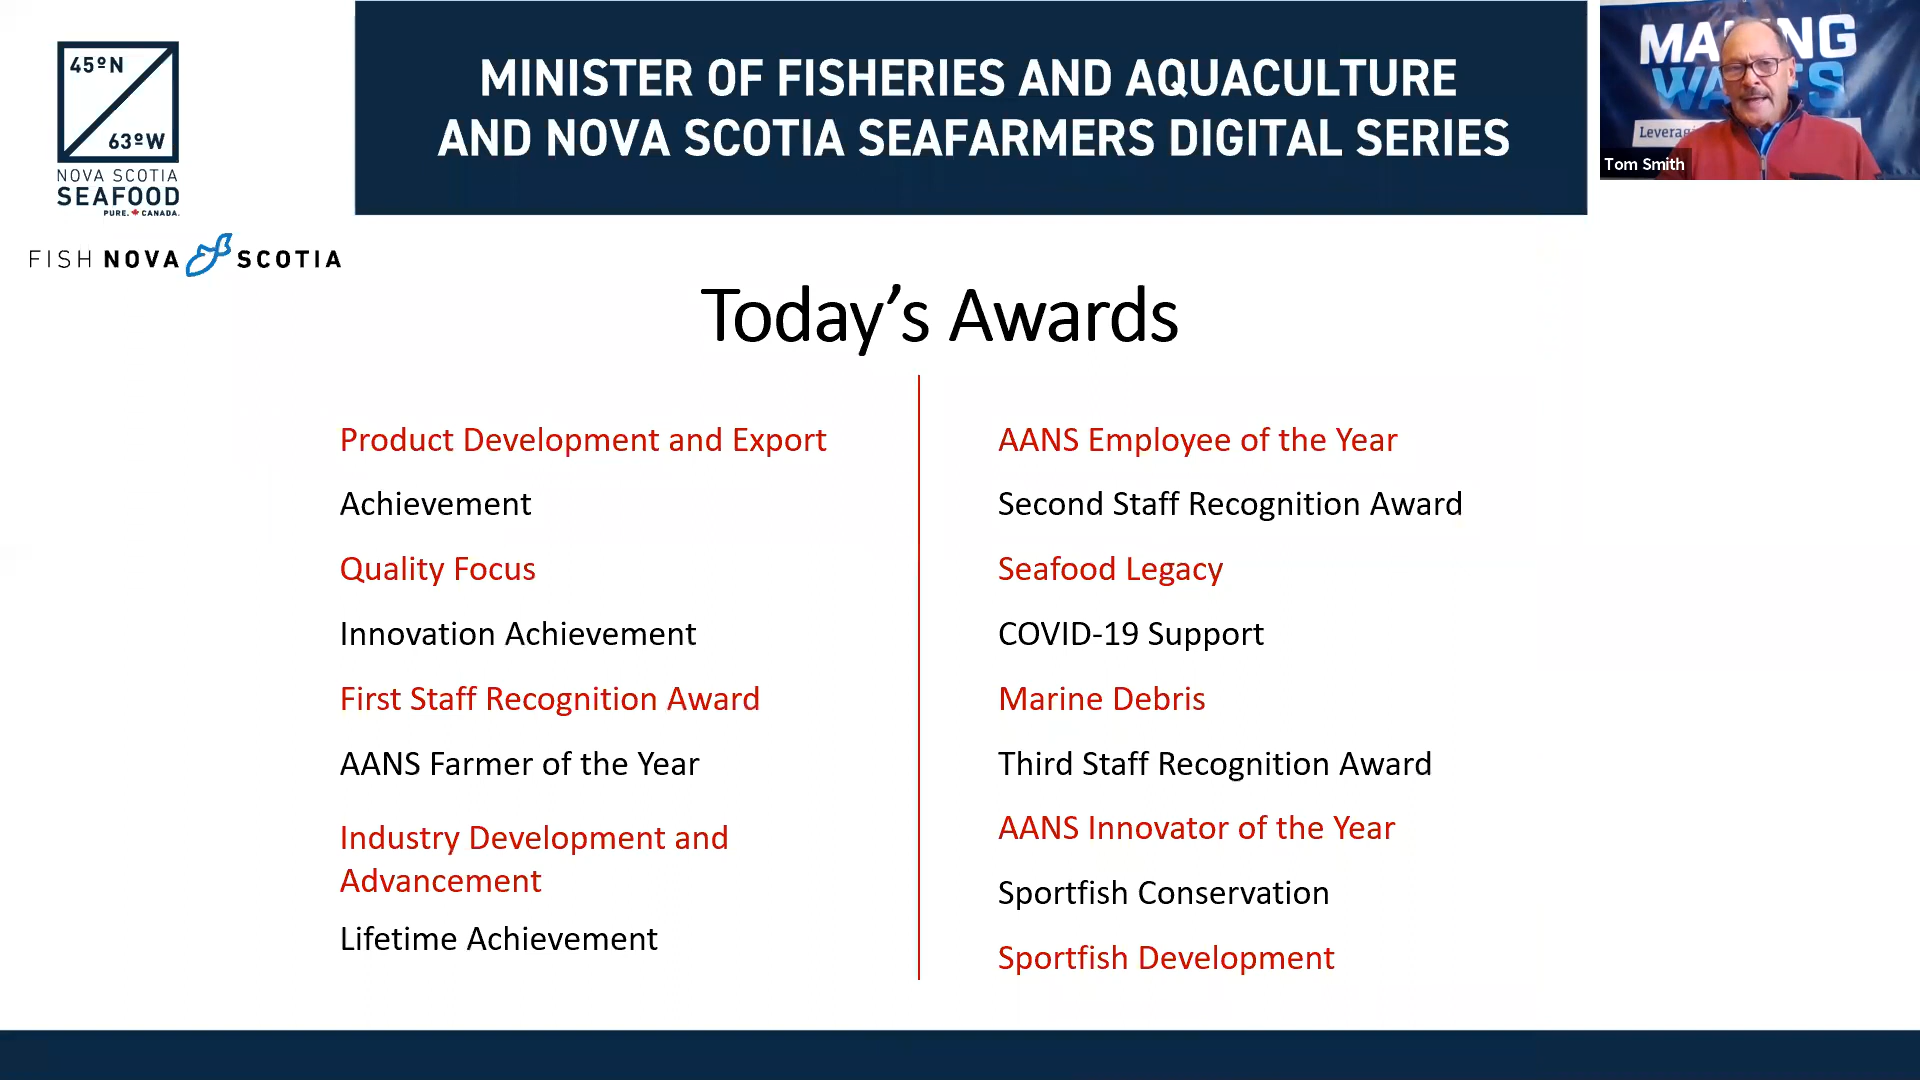 45ºN
63ºW
NOVA SCOTIA
SEAFOOD
PURE. CANADA.
FISH NOVA SCOTIA
MINISTER OF FISHERIES AND AQUACULTURE
AND NOVA SCOTIA SEAFARMERS DIGITAL SERIES
Tom Smith
Today’s Awards
Product Development and Export
Achievement
Quality Focus
Innovation Achievement
First Staff Recognition Award
AANS Farmer of the Year
Industry Development and
Advancement
Lifetime Achievement
AANS Employee of the Year
Second Staff Recognition Award
Seafood Legacy
COVID-19 Support
Marine Debris
Third Staff Recognition Award
AANS Innovator of the Year
Sportfish Conservation
Sportfish Development